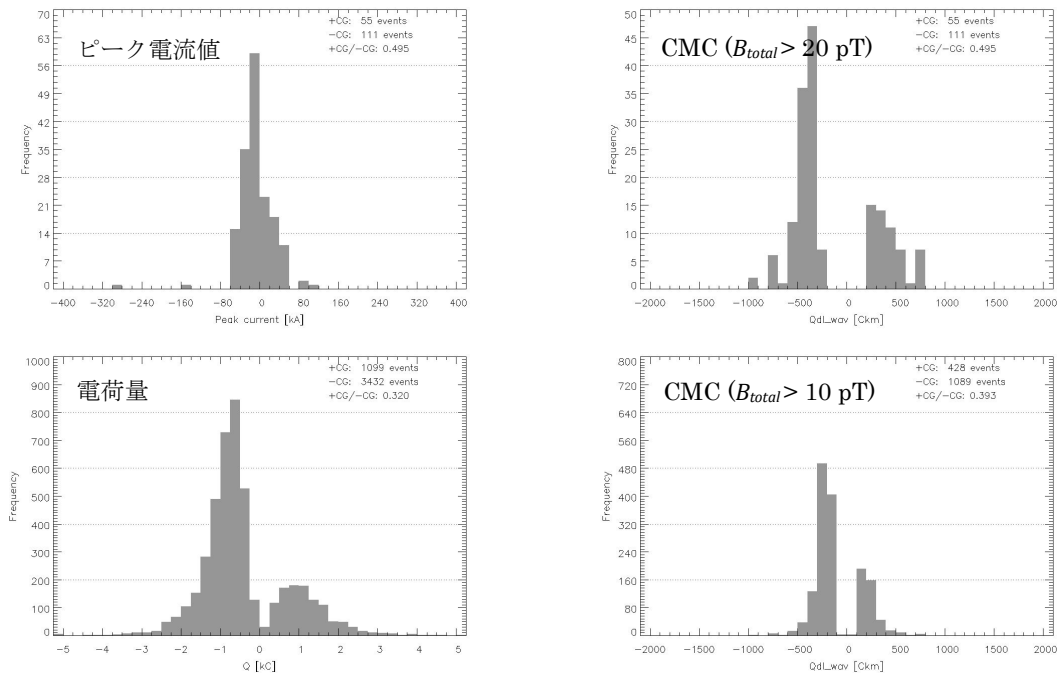 +CG: 55 events
−CG: 111 events
+CG/−CG: 0.495
ピーク電流値
70
63
56
49
42
35
28
21
14
7
0
Frequency
−400 −320 −240 −160 −80 0 80 160 240 320 400
Peak current [kA]
+CG: 55 events
−CG: 111 events
+CG/−CG: 0.495
CMC (Btotal > 20 pT)
50
45
40
35
30
25
20
15
10
5
0
Frequency
−2000 −1500 −1000 −500 0 500 1000 1500 2000
Qdl_wav [Ckm]
+CG: 1099 events
−CG: 3432 events
+CG/−CG: 0.320
電荷量
1000
900
800
700
600
500
400
300
200
100
0
Frequency
−5 −4 −3 −2 −1 0 1 2 3 4 5
Q [kC]
+CG: 428 events
−CG: 1089 events
+CG/−CG: 0.393
CMC (Btotal > 10 pT)
800
720
640
560
480
400
320
240
160
80
0
Frequency
−2000 −1500 −1000 −500 0 500 1000 1500 2000
Qdl_wav [Ckm]